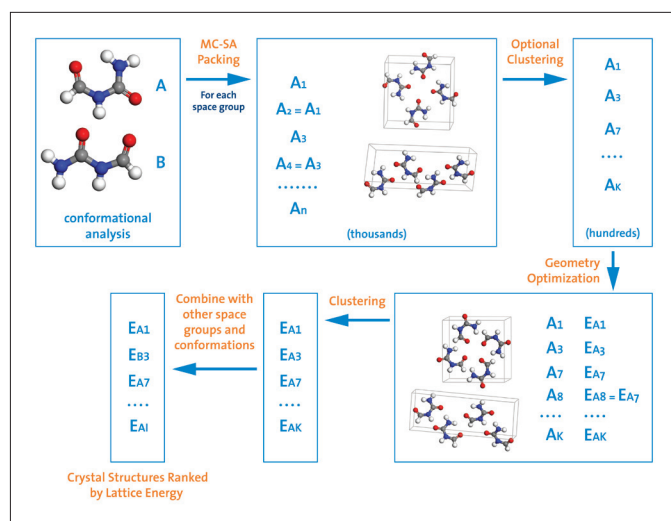 A
B
conformational
analysis
MC-SA
Packing
For each
space group
A1
A2 = A1
A3
A4 = A3
.......
An
(thousands)
Optional
Clustering
A1
A3
A7
....
AK
(hundreds)
Geometry
Optimization
A1 EA1
A3 EA3
A7 EA7
A8 EA8 = EA7
.... ....
AK EAK
Clustering
EA1
EA3
EA7
....
EAK
Combine with
other space
groups and
conformations
EA1
EB3
EA7
....
EAI
Crystal Structures Ranked
by Lattice Energy